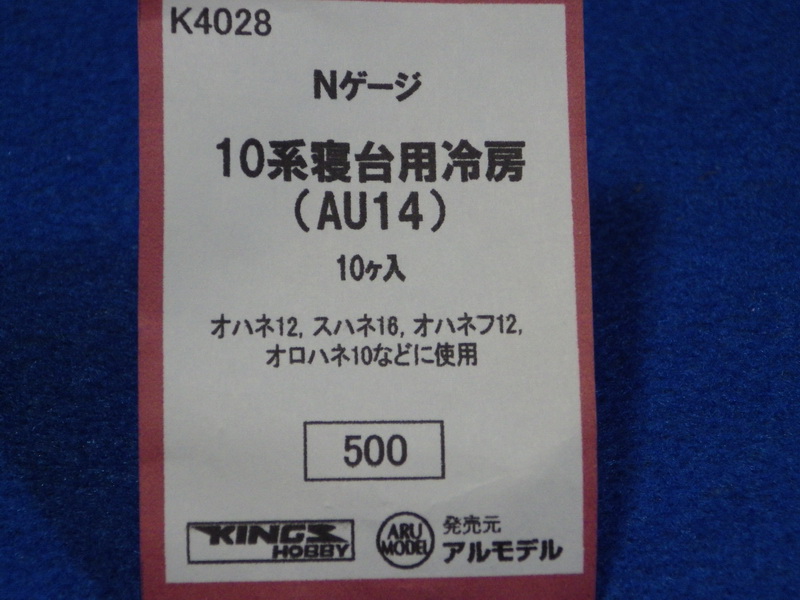 K4028
Nゲージ
10系寝台用冷房
（AU14）
10ヶ入
オハネ12, スハネ16, オハネフ12,
オロハネ10などに使用
500
KINGS HOBBY
ARU MODEL
発売元
アルモデル